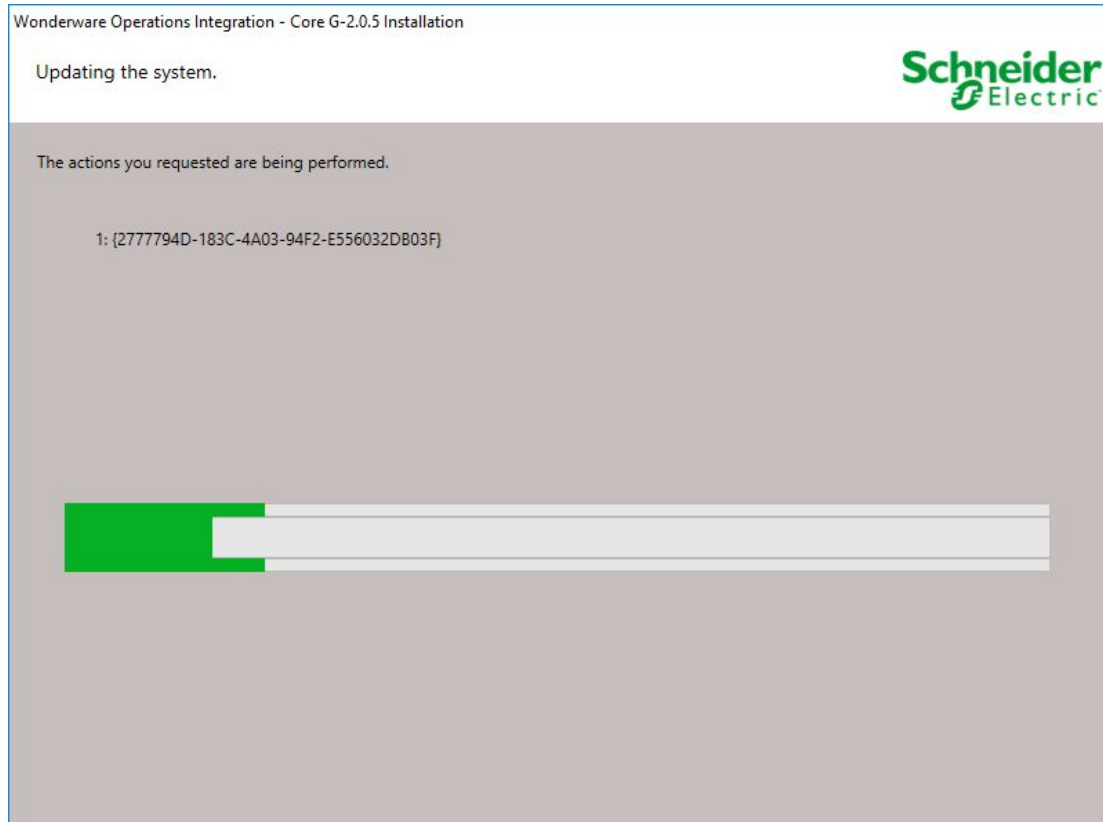 Wonderware Operations Integration - Core G-2.0.5 Installation
Updating the system.
Schneider
Electric
The actions you requested are being performed.
1: {2777794D-183C-4A03-94F2-E556032DB03F}